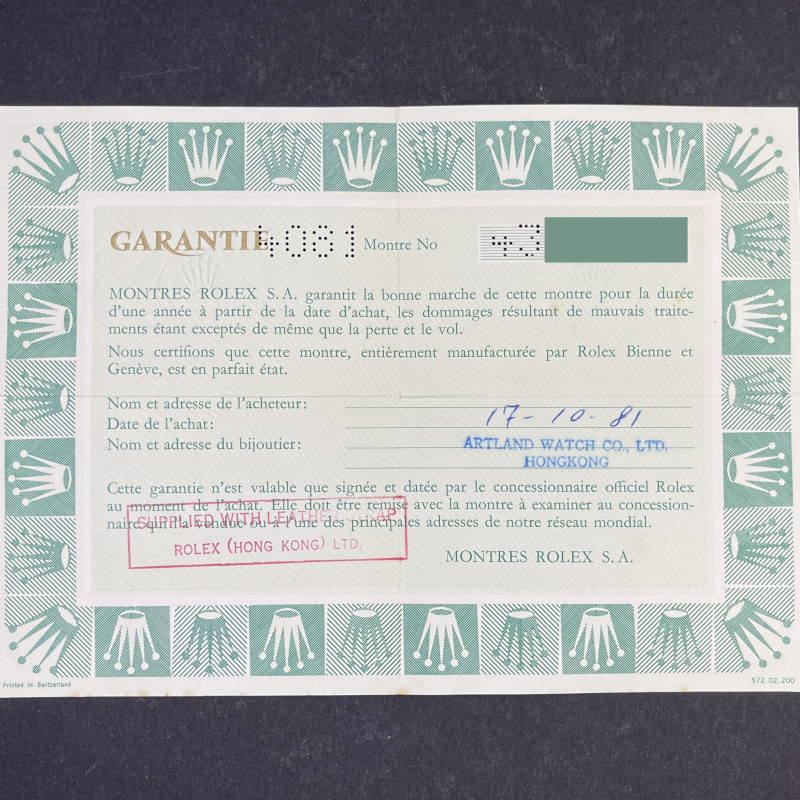 GARANTIE 4081 Montre No 43
MONTRES ROLEX S.A. garantit la bonne marche de cette montre pour la durée
d'une année à partir de la date d'achat, les dommages résultant de mauvais traite-
ments étant exceptés de même que la perte et le vol.
Nous certifions que cette montre, entièrement manufacturée par Rolex Bienne et
Genève, est en parfait état.
Nom et adresse de l'acheteur:
Date de l'achat: 17-10-81
Nom et adresse du bijoutier: ARTLAND WATCH CO., LTD.
HONGKONG
Cette garantie n'est valable que signée et datée par le concessionnaire officiel Rolex
au moment de l'achat. Elle doit être remise avec la montre à examiner au concession-
naire qui l'a vendue ou à l'une des principales adresses de notre réseau mondial.
SUPPLIED WITH LEATHER STRAP
ROLEX (HONG KONG) LTD.
MONTRES ROLEX S.A.
Printed in Switzerland
572.02.200